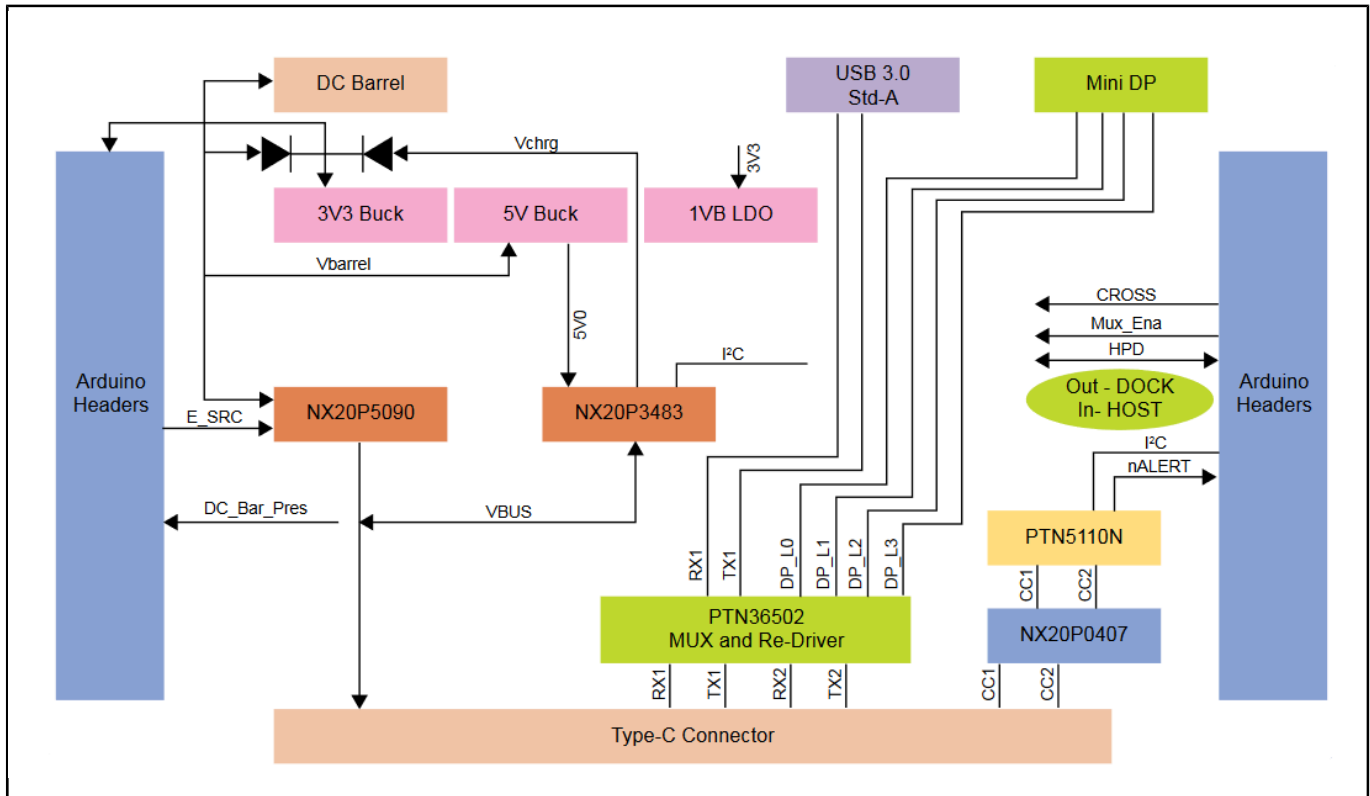 DC Barrel
USB 3.0
Std-A
Mini DP
Vchrg
3V3
3V3 Buck
5V Buck
1VB LDO
Vbarrel
5V0
I²C
CROSS
Mux_Ena
HPD
Out - DOCK
In- HOST
Arduino
Headers
Arduino
Headers
E_SRC
NX20P5090
NX20P3483
I²C
nALERT
DC_Bar_Pres
VBUS
PTN5110N
RX1
TX1
DP_L0
DP_L1
DP_L2
DP_L3
CC1
CC2
PTN36502
MUX and Re-Driver
NX20P0407
RX1
TX1
RX2
TX2
CC1
CC2
Type-C Connector